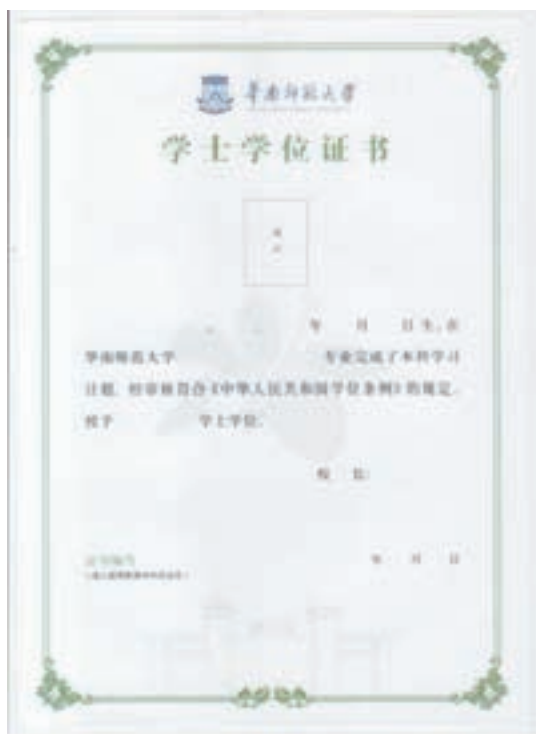 华南师范大学
学士学位证书
年 月 日生,在
华南师范大学 专业完成了本科学习
计划,经审核符合《中华人民共和国学位条例》的规定,
授予 学士学位。
校 长:
证书编号
年 月 日